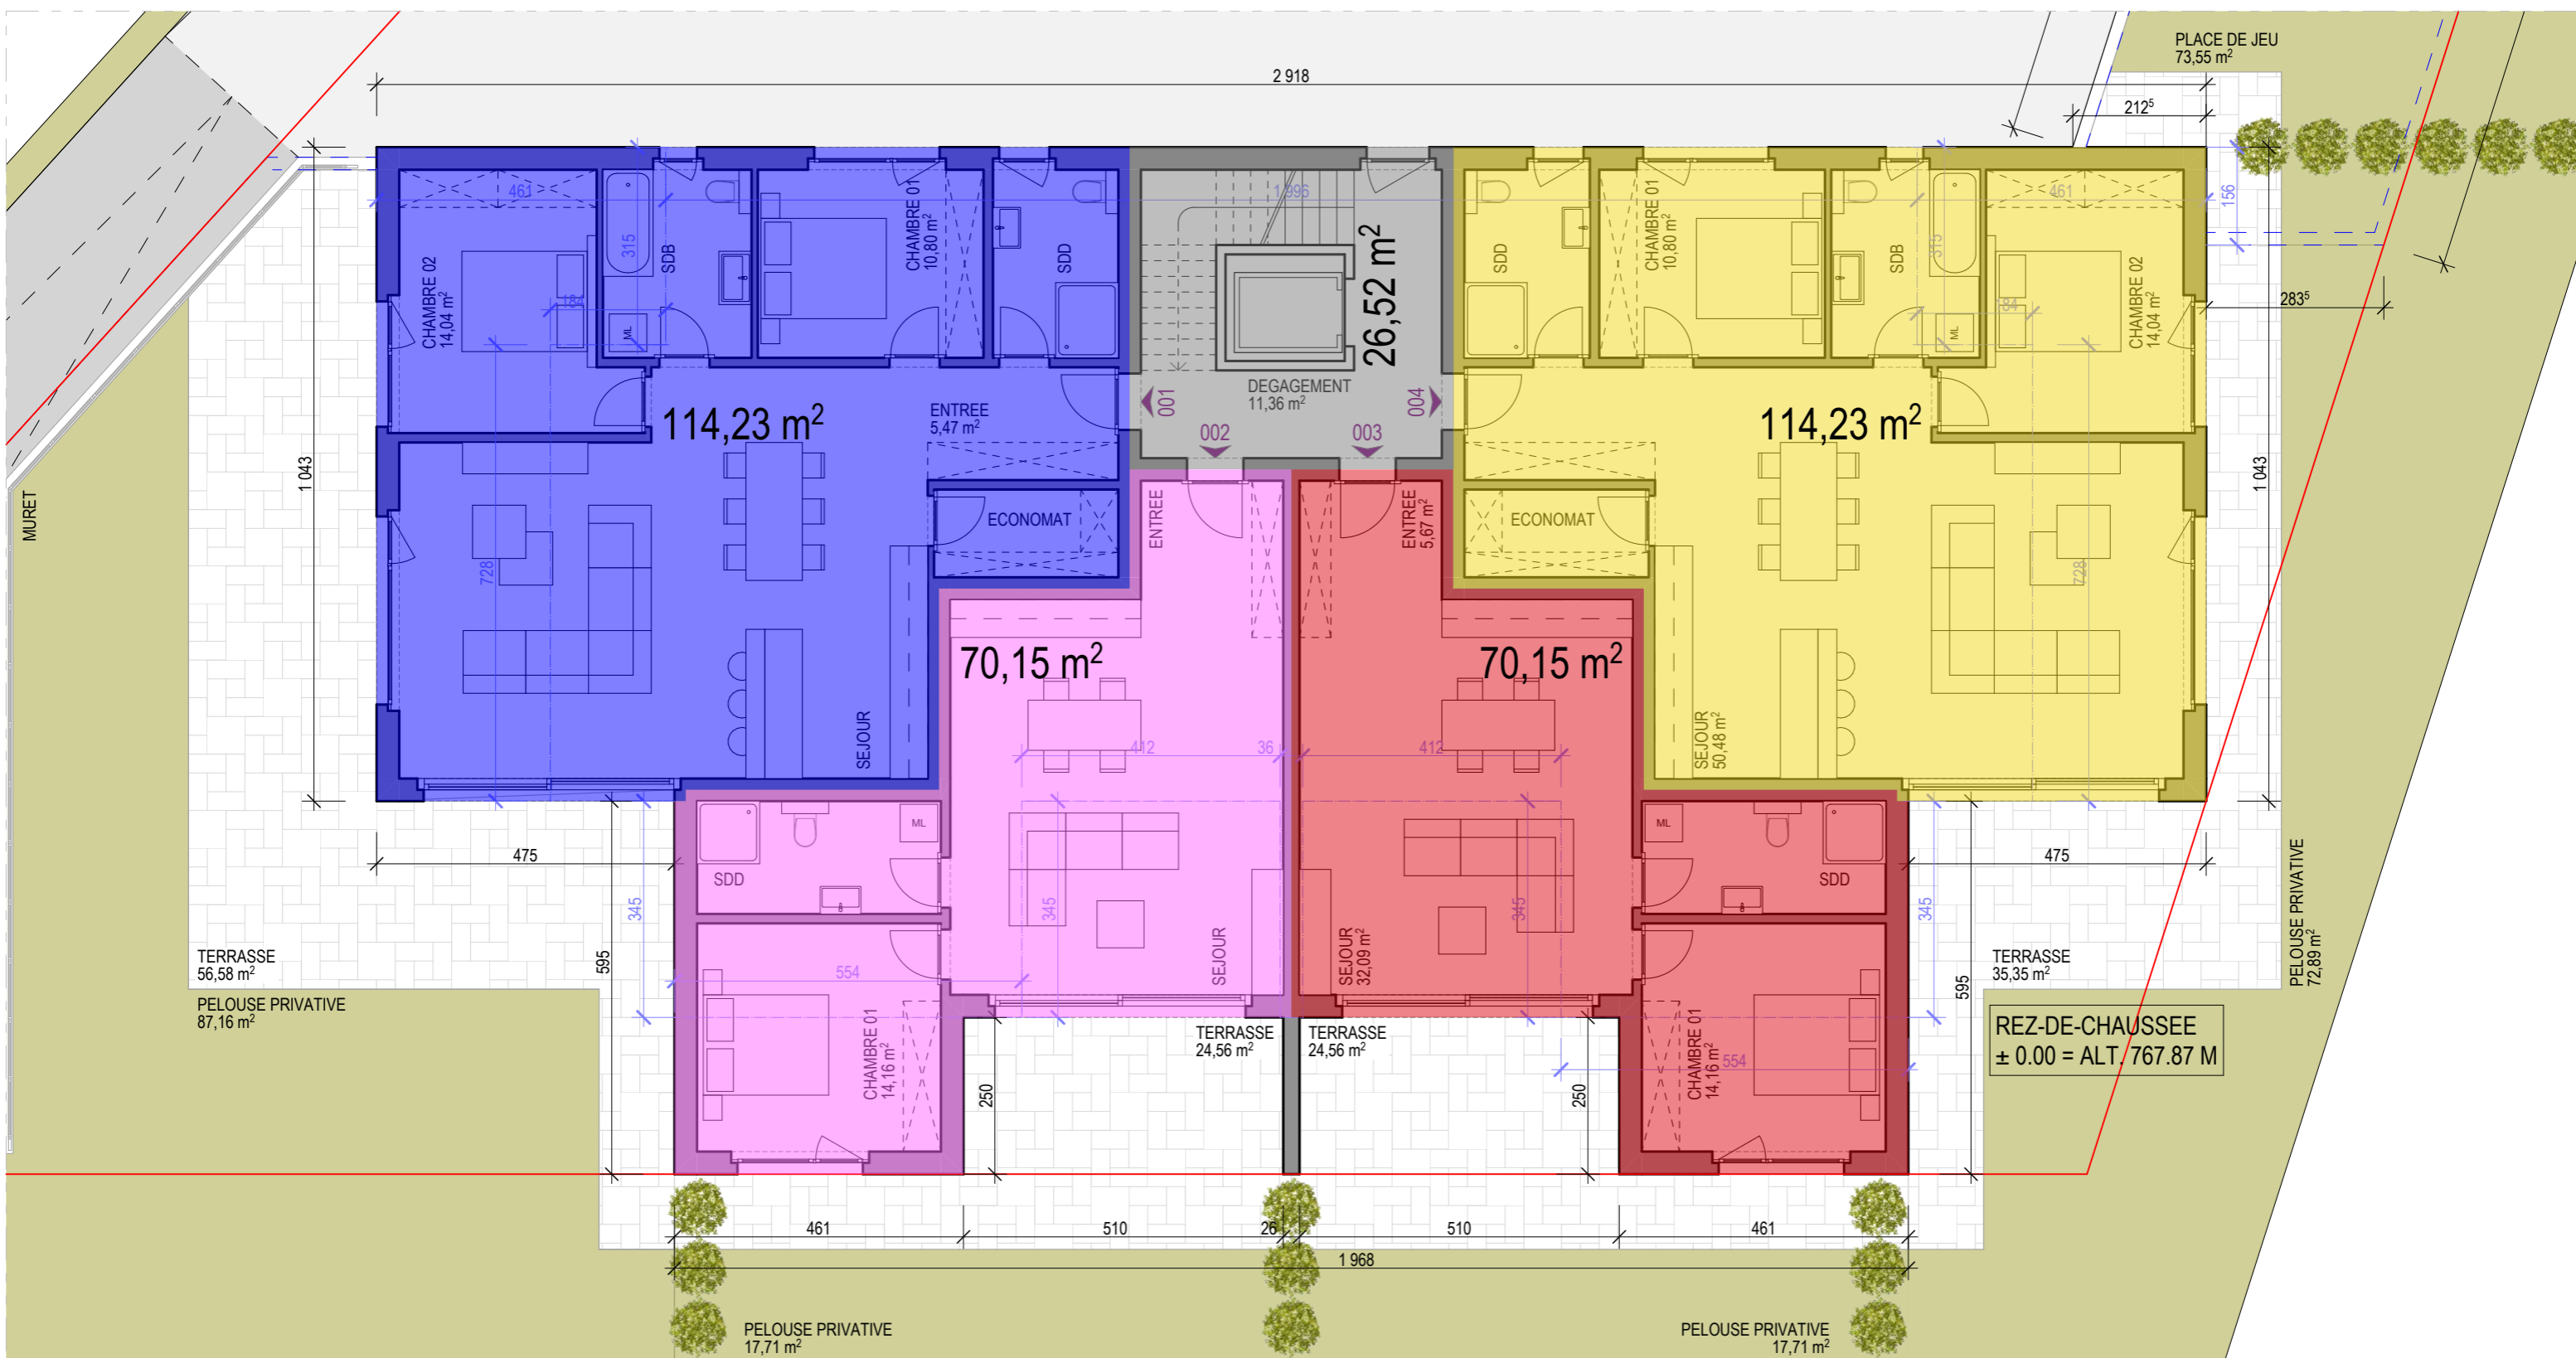 PLACE DE JEU
73,55 m²
2 918
212⁵
461
1 996
461
156
CHAMBRE 02
14,04 m²
315
SDB
184
ML
CHAMBRE 01
10,80 m²
SDD
26,52 m²
SDD
CHAMBRE 01
10,80 m²
SDB
315
184
ML
CHAMBRE 02
14,04 m²
283⁵
DEGAGEMENT
11,36 m²
001
004
002
003
114,23 m²
ENTREE
5,47 m²
114,23 m²
1 043
1 043
MURET
ECONOMAT
ENTREE
ENTREE
5,67 m²
ECONOMAT
728
728
70,15 m²
70,15 m²
SEJOUR
412
36
412
SEJOUR
50,48 m²
475
475
SDD
ML
ML
SDD
345
345
345
345
PELOUSE PRIVATIVE
72,89 m²
TERRASSE
56,58 m²
595
554
SEJOUR
SEJOUR
32,09 m²
TERRASSE
35,35 m²
595
PELOUSE PRIVATIVE
87,16 m²
CHAMBRE 01
14,16 m²
TERRASSE
24,56 m²
TERRASSE
24,56 m²
CHAMBRE 01
14,16 m²
554
REZ-DE-CHAUSSEE
± 0.00 = ALT. 767.87 M
250
250
461
510
26
510
461
1 968
PELOUSE PRIVATIVE
17,71 m²
PELOUSE PRIVATIVE
17,71 m²